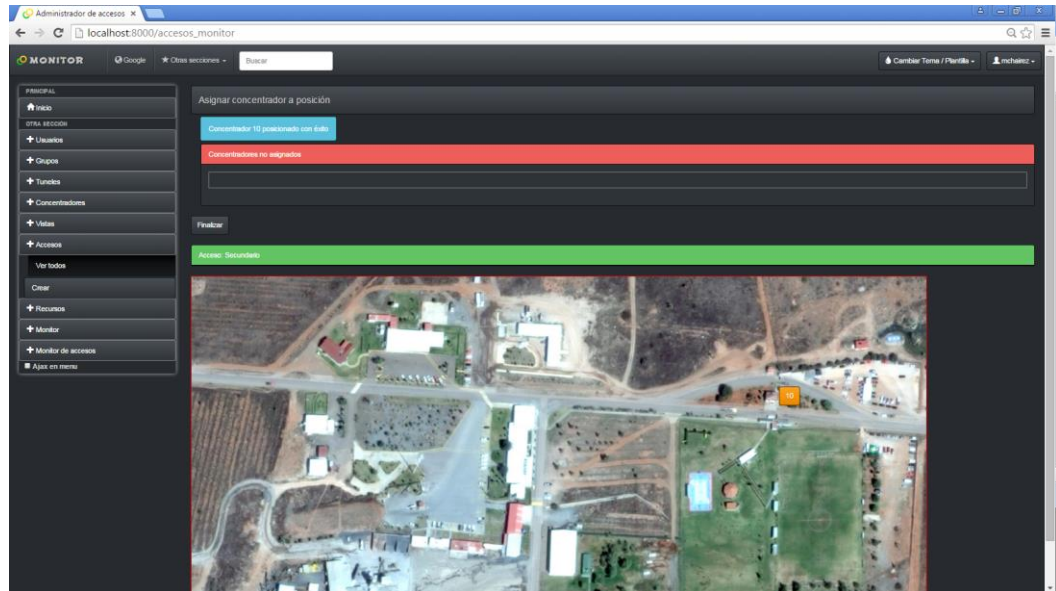 Administrador de accesos
localhost:8000/accesos_monitor
MONITOR
Google
Otras secciones
Buscar
Cambiar Tema / Plantilla
mcheirez
PRINCIPAL
Inicio
OTRA SECCIÓN
Usuarios
Grupos
Tuneles
Concentradores
Vistas
Accesos
Ver todos
Crear
Recursos
Monitor
Monitor de accesos
Ajax en menu
Asignar concentrador a posición
Concentrador 10 posicionado con éxito
Concentradores no asignados
Finalizar
Acceso: Secundario
10